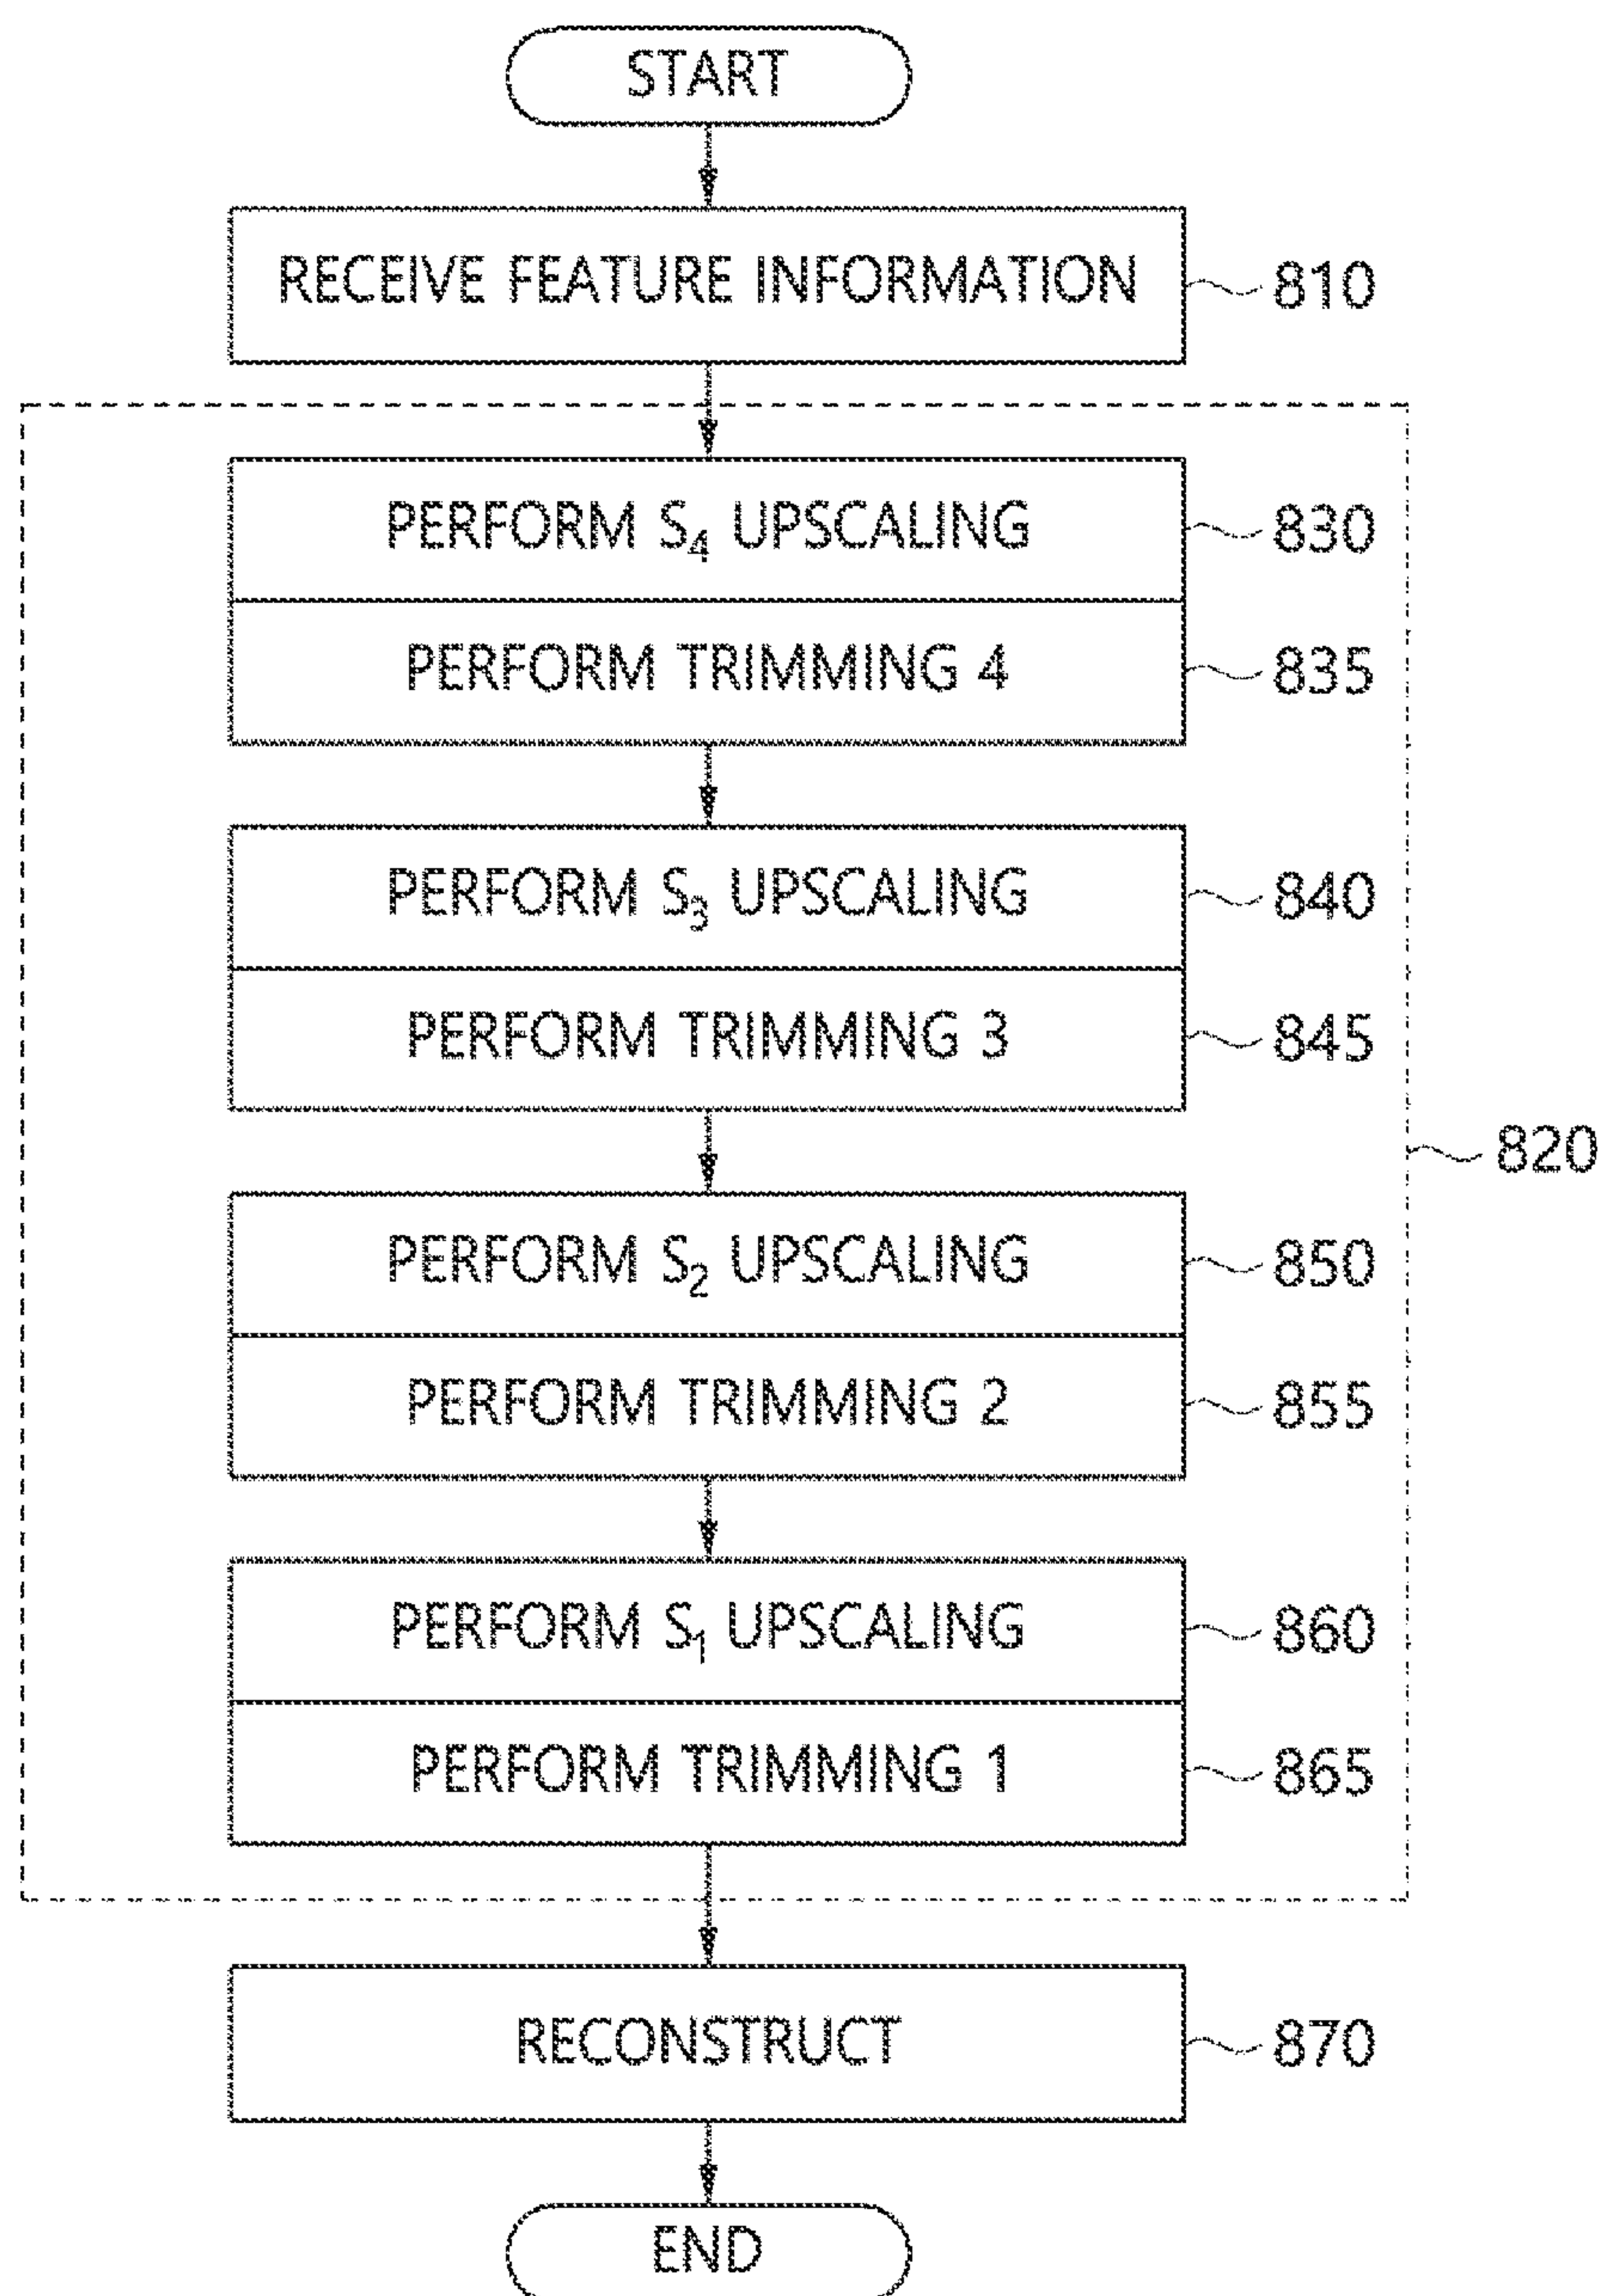 START
RECEIVE FEATURE INFORMATION 810
PERFORM S4 UPSCALING 830
PERFORM TRIMMING 4 835
PERFORM S3 UPSCALING 840
PERFORM TRIMMING 3 845
820
PERFORM S2 UPSCALING 850
PERFORM TRIMMING 2 855
PERFORM S1 UPSCALING 860
PERFORM TRIMMING 1 865
RECONSTRUCT 870
END